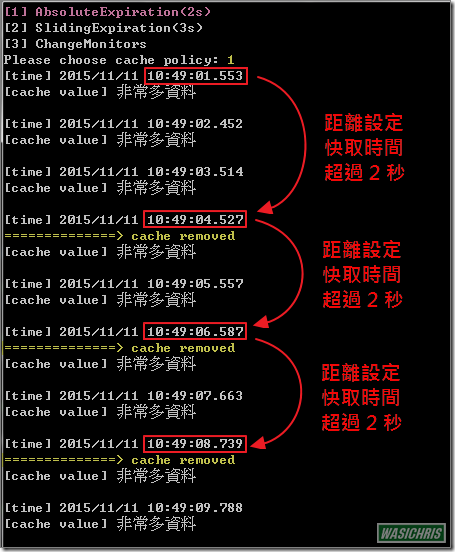 [1] AbsoluteExpiration(2s)
[2] SlidingExpiration(3s)
[3] ChangeMonitors
Please choose cache policy: 1
[time] 2015/11/11 10:49:01.553
[cache value] 非常多資料
[time] 2015/11/11 10:49:02.452
[cache value] 非常多資料
[time] 2015/11/11 10:49:03.514
[cache value] 非常多資料
[time] 2015/11/11 10:49:04.527
==============> cache removed
[cache value] 非常多資料
[time] 2015/11/11 10:49:05.557
[cache value] 非常多資料
[time] 2015/11/11 10:49:06.587
==============> cache removed
[cache value] 非常多資料
[time] 2015/11/11 10:49:07.663
[cache value] 非常多資料
[time] 2015/11/11 10:49:08.739
==============> cache removed
[cache value] 非常多資料
[time] 2015/11/11 10:49:09.788
[cache value] 非常多資料
距離設定
快取時間
超過 2 秒
距離設定
快取時間
超過 2 秒
距離設定
快取時間
超過 2 秒
WASICHRIS